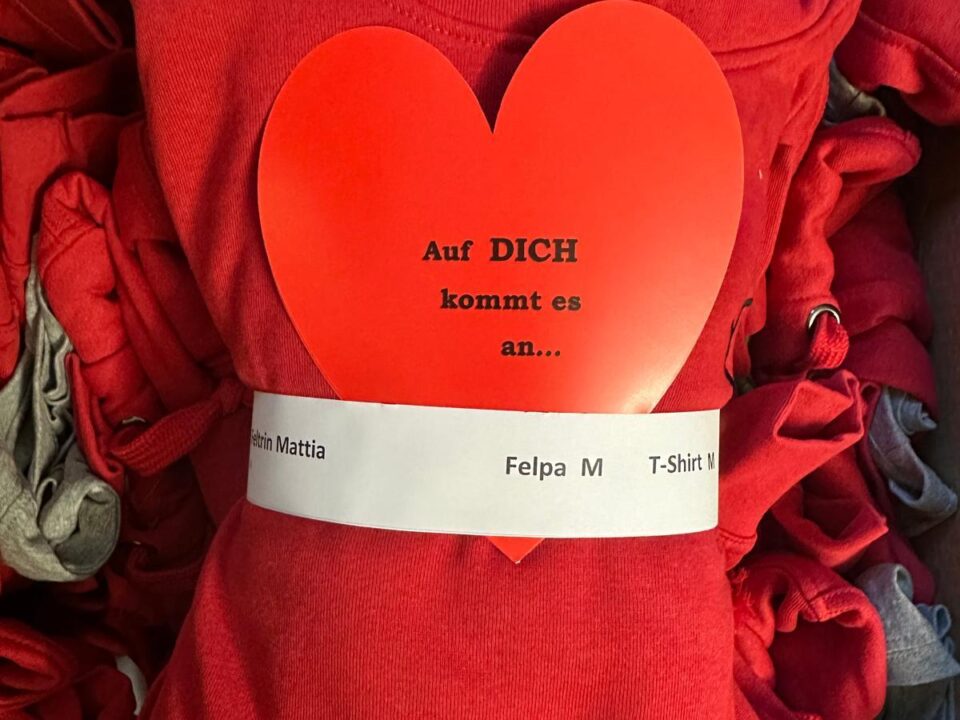 Auf DICH
kommt es
an...
Feltrin Mattia Felpa M T-Shirt M